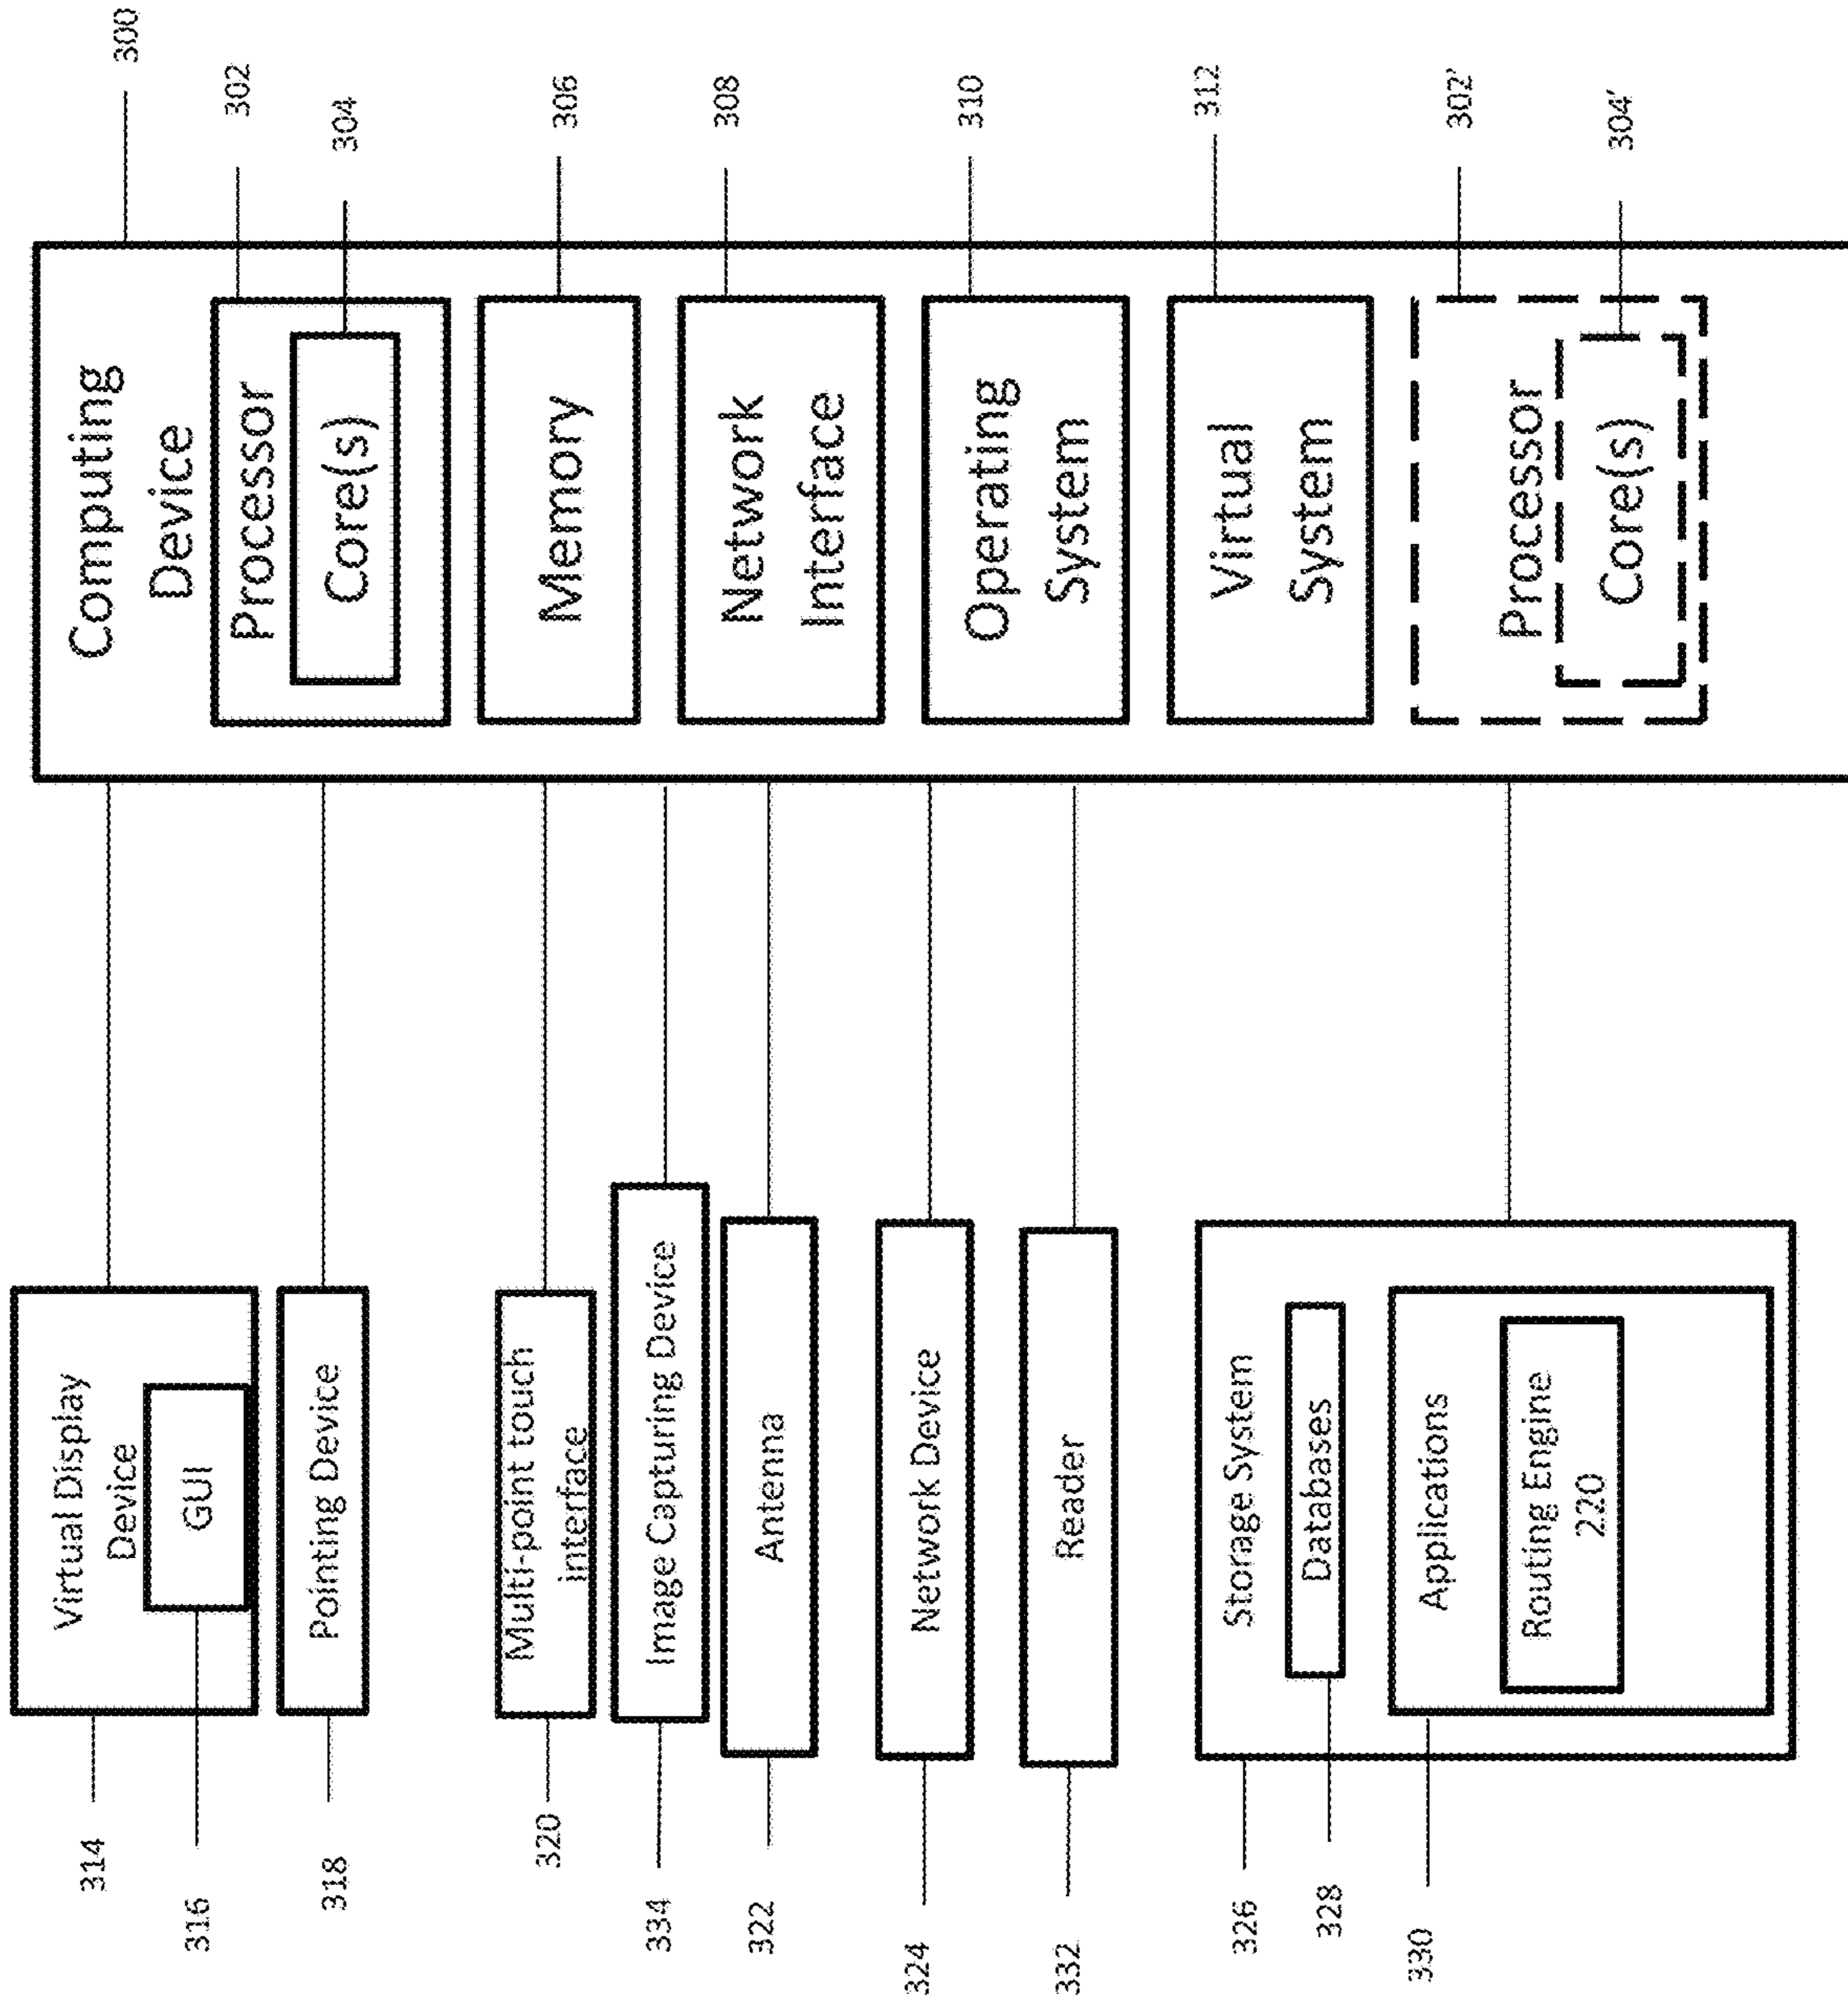 314
316
318
320
334
322
324
332
326
328
330
Virtual Display
Device
GUI
Pointing Device
Multi-point touch
interface
Image Capturing Device
Antenna
Network Device
Reader
Storage System
Databases
Applications
Routing Engine
220
Computing
Device
Processor
Core(s)
Memory
Network
Interface
Operating
System
Virtual
System
Processor
Core(s)
300
302
304
306
308
310
312
302'
304'